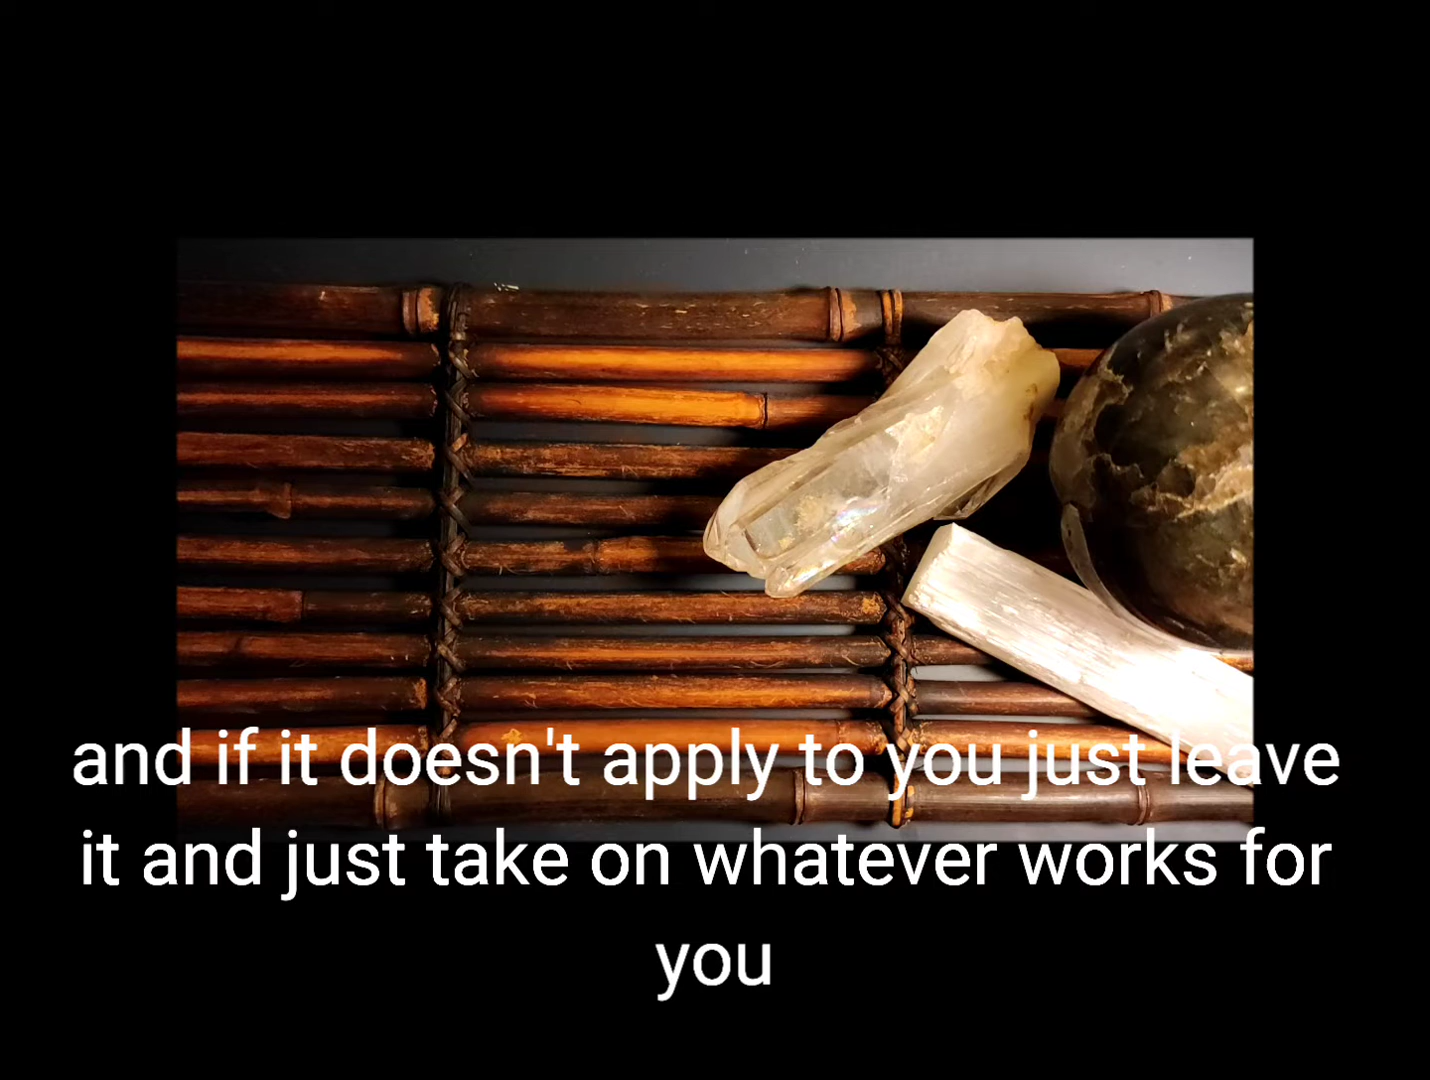 and if it doesn't apply to you just leave
it and just take on whatever works for
you